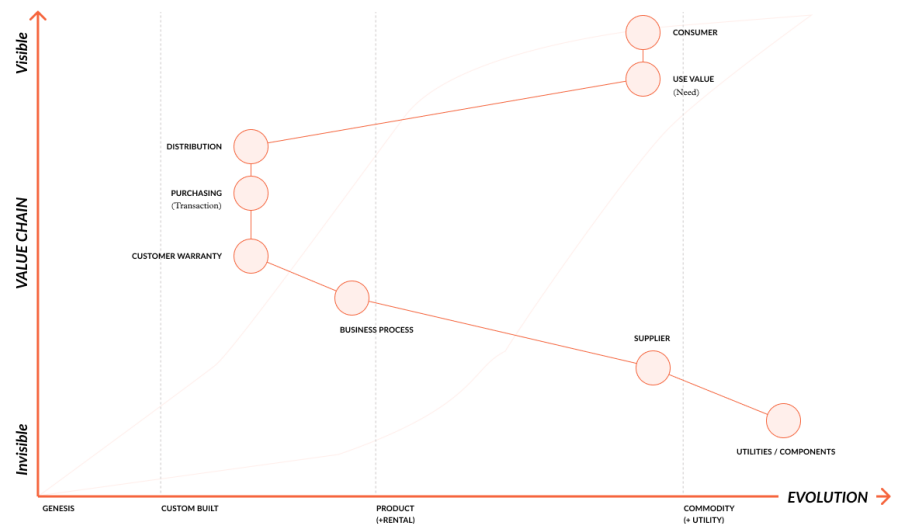 Visible
CONSUMER
USE VALUE
(Need)
DISTRIBUTION
PURCHASING
(Transaction)
VALUE CHAIN
CUSTOMER WARRANTY
BUSINESS PROCESS
SUPPLIER
Invisible
UTILITIES / COMPONENTS
EVOLUTION
GENESIS
CUSTOM BUILT
PRODUCT
(+RENTAL)
COMMODITY
(+ UTILITY)